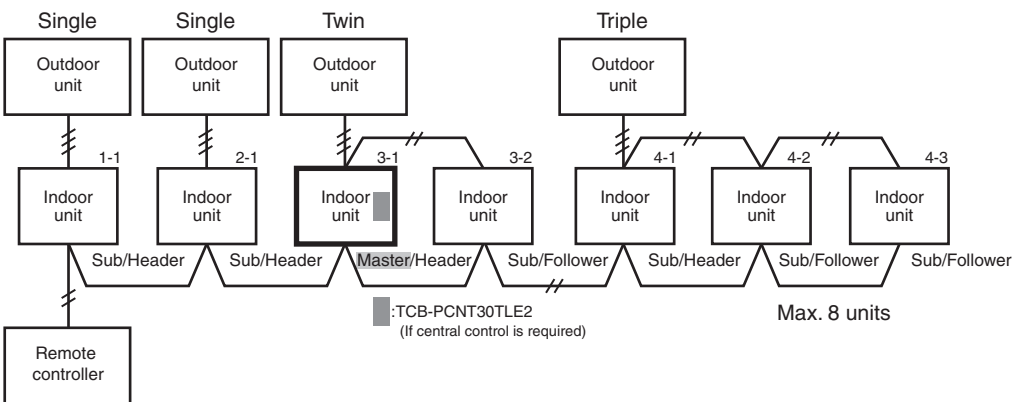 Single
Single
Twin
Triple
Outdoor
unit
Outdoor
unit
Outdoor
unit
Outdoor
unit
1-1
2-1
3-1
3-2
4-1
4-2
4-3
Indoor
unit
Indoor
unit
Indoor
unit
Indoor
unit
Indoor
unit
Indoor
unit
Indoor
unit
Sub/Header
Sub/Header
Master/Header
Sub/Follower
Sub/Header
Sub/Follower
Sub/Follower
:TCB-PCNT30TLE2
(If central control is required)
Max. 8 units
Remote
controller